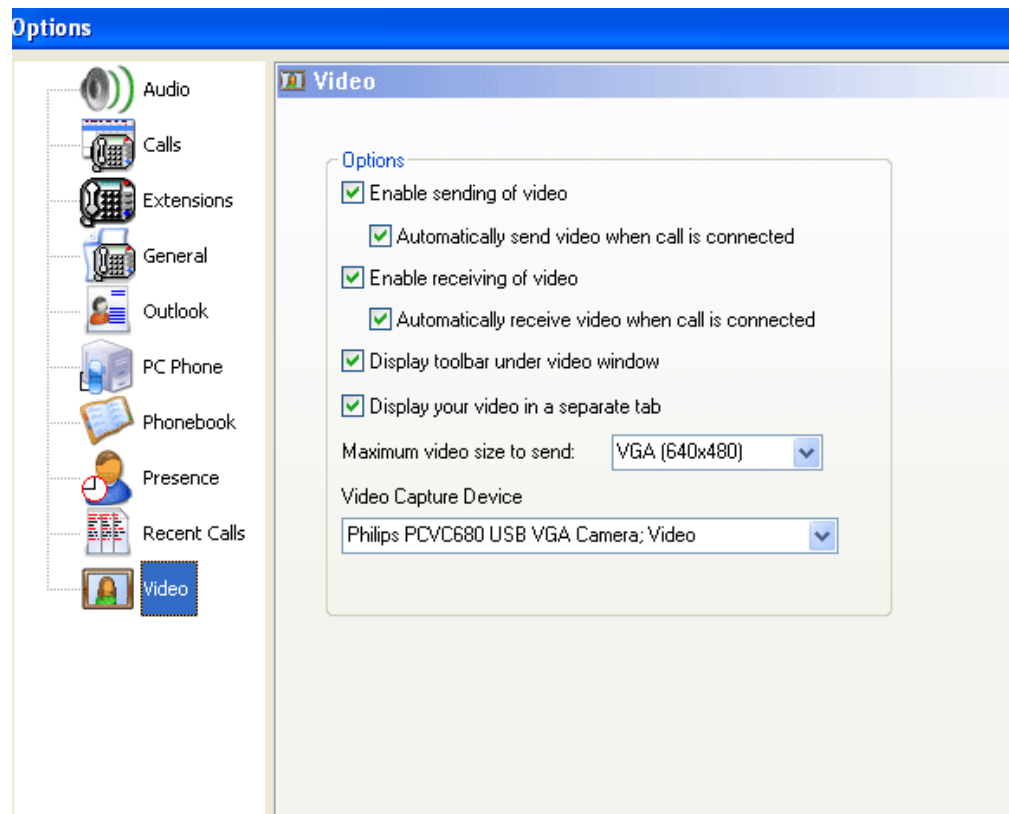 Options
Audio
Calls
Extensions
General
Outlook
PC Phone
Phonebook
Presence
Recent Calls
Video
Video
Options
Enable sending of video
Automatically send video when call is connected
Enable receiving of video
Automatically receive video when call is connected
Display toolbar under video window
Display your video in a separate tab
Maximum video size to send: VGA (640x480)
Video Capture Device
Philips PCVC680 USB VGA Camera; Video